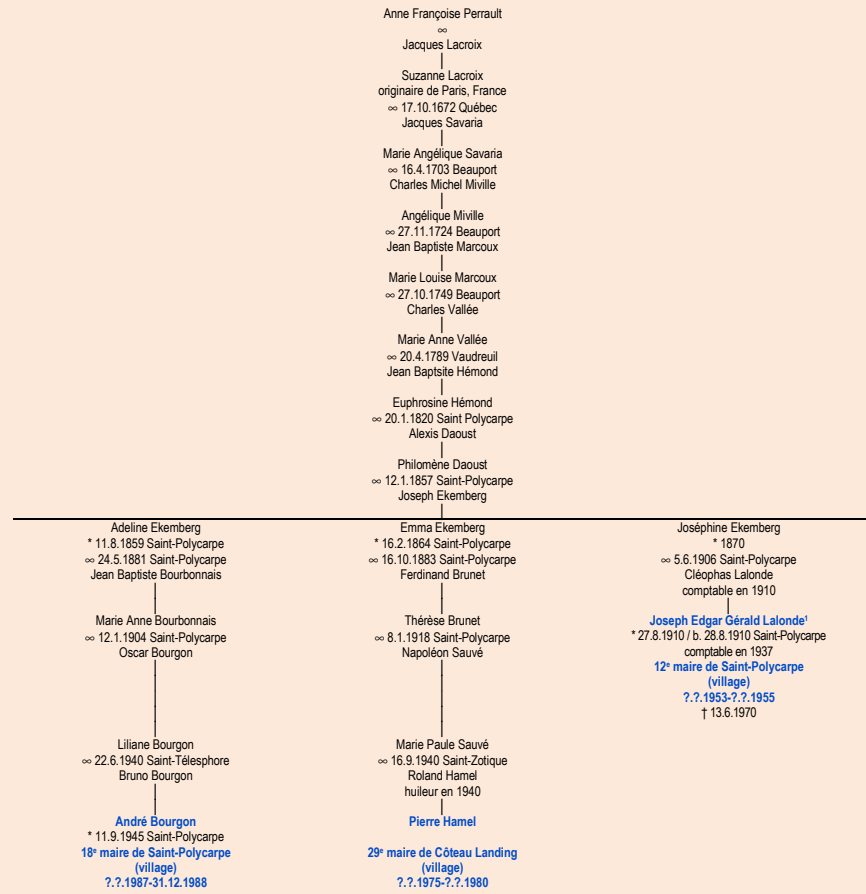 Anne Françoise Perrault
∞
Jacques Lacroix
Suzanne Lacroix
originaire de Paris, France
∞ 17.10.1672 Québec
Jacques Savaria
Marie Angélique Savaria
∞ 16.4.1703 Beauport
Charles Michel Miville
Angélique Miville
∞ 27.11.1724 Beauport
Jean Baptiste Marcoux
Marie Louise Marcoux
∞ 27.10.1749 Beauport
Charles Vallée
Marie Anne Vallée
∞ 20.4.1789 Vaudreuil
Jean Baptsite Hémond
Euphrosine Hémond
∞ 20.1.1820 Saint Polycarpe
Alexis Daoust
Philomène Daoust
∞ 12.1.1857 Saint-Polycarpe
Joseph Ekemberg
Adeline Ekemberg
* 11.8.1859 Saint-Polycarpe
∞ 24.5.1881 Saint-Polycarpe
Jean Baptiste Bourbonnais
Marie Anne Bourbonnais
∞ 12.1.1904 Saint-Polycarpe
Oscar Bourgon
Liliane Bourgon
∞ 22.6.1940 Saint-Télesphore
Bruno Bourgon
André Bourgon
* 11.9.1945 Saint-Polycarpe
18e maire de Saint-Polycarpe
(village)
?.?.1987-31.12.1988
Emma Ekemberg
* 16.2.1864 Saint-Polycarpe
∞ 16.10.1883 Saint-Polycarpe
Ferdinand Brunet
Thérèse Brunet
∞ 8.1.1918 Saint-Polycarpe
Napoléon Sauvé
Marie Paule Sauvé
∞ 16.9.1940 Saint-Zotique
Roland Hamel
huileur en 1940
Pierre Hamel
29e maire de Côteau Landing
(village)
?.?.1975-?.?.1980
Joséphine Ekemberg
* 1870
∞ 5.6.1906 Saint-Polycarpe
Cléophas Lalonde
comptable en 1910
Joseph Edgar Gérald Lalonde¹
* 27.8.1910 / b. 28.8.1910 Saint-Polycarpe
comptable en 1937
12e maire de Saint-Polycarpe
(village)
?.?.1953-?.?.1955
† 13.6.1970